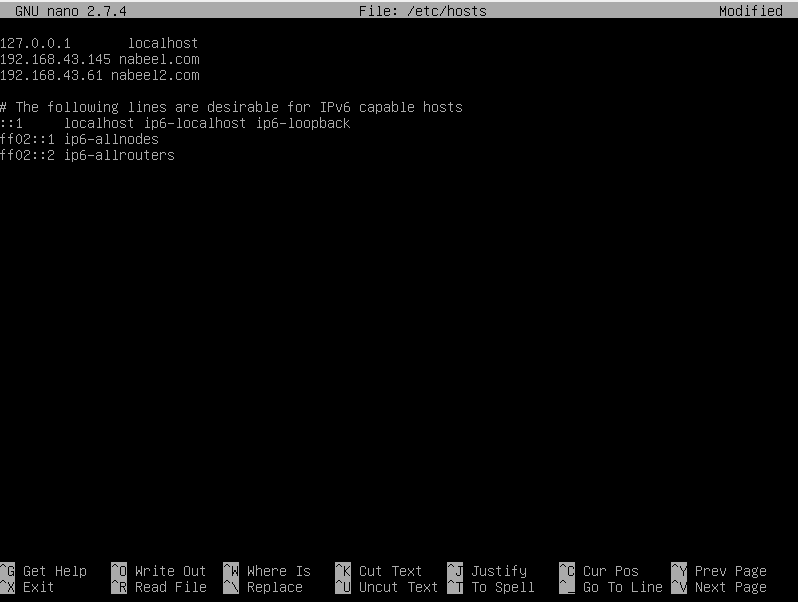 GNU nano 2.7.4 File: /etc/hosts Modified
127.0.0.1 localhost
192.168.43.145 nabeel.com
192.168.43.61 nabeel2.com
# The following lines are desirable for IPv6 capable hosts
::1 localhost ip6-localhost ip6-loopback
ff02::1 ip6-allnodes
ff02::2 ip6-allrouters
^G Get Help ^O Write Out ^W Where Is ^K Cut Text ^J Justify ^C Cur Pos ^Y Prev Page
^X Exit ^R Read File ^\ Replace ^U Uncut Text ^T To Spell ^_ Go To Line ^V Next Page